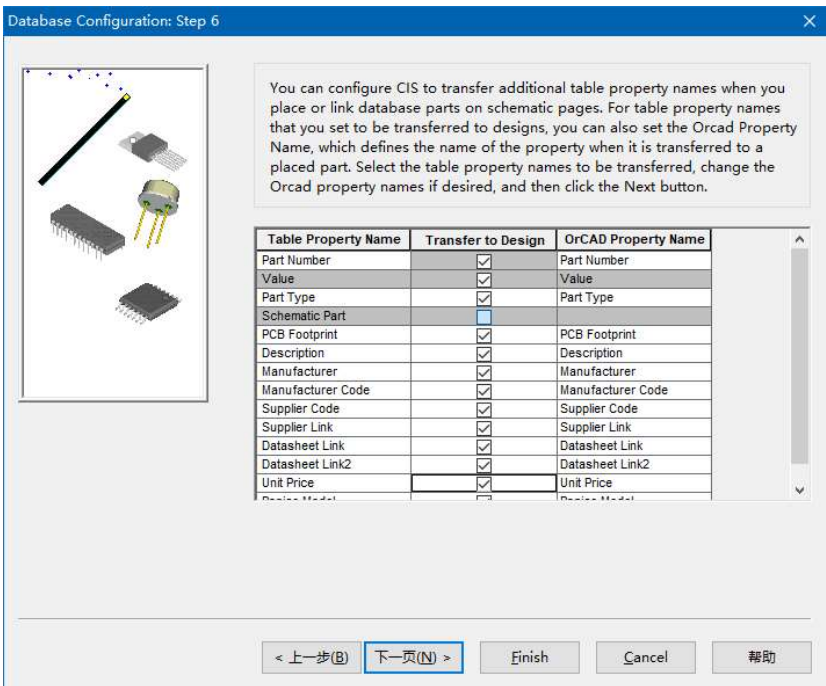 Database Configuration: Step 6
You can configure CIS to transfer additional table property names when you
place or link database parts on schematic pages. For table property names
that you set to be transferred to designs, you can also set the Orcad Property
Name, which defines the name of the property when it is transferred to a
placed part. Select the table property names to be transferred, change the
Orcad property names if desired, and then click the Next button.
Table Property Name Transfer to Design OrCAD Property Name
Part Number Part Number
Value Value
Part Type Part Type
Schematic Part
PCB Footprint PCB Footprint
Description Description
Manufacturer Manufacturer
Manufacturer Code Manufacturer Code
Supplier Code Supplier Code
Supplier Link Supplier Link
Datasheet Link Datasheet Link
Datasheet Link2 Datasheet Link2
Unit Price Unit Price
< 上一步(B) 下一页(N) > Finish Cancel 帮助